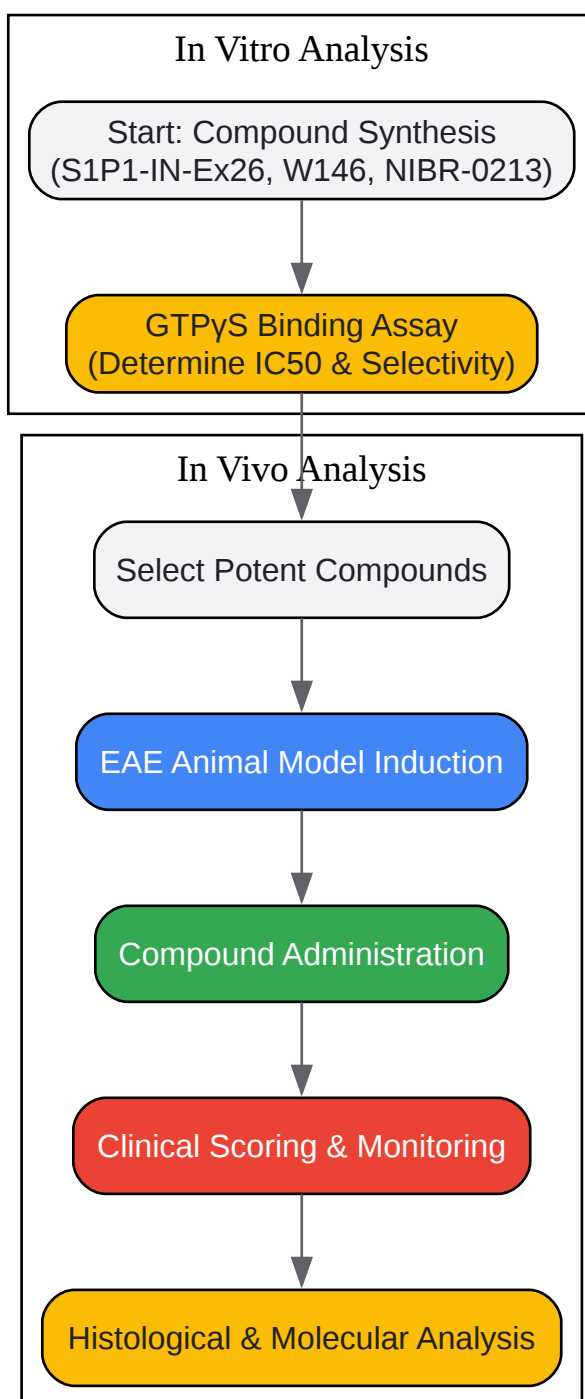 In Vitro Analysis
Start: Compound Synthesis
(S1P1-IN-Ex26, W146, NIBR-0213)
GTPγS Binding Assay
(Determine IC50 & Selectivity)
In Vivo Analysis
Select Potent Compounds
EAE Animal Model Induction
Compound Administration
Clinical Scoring & Monitoring
Histological & Molecular Analysis